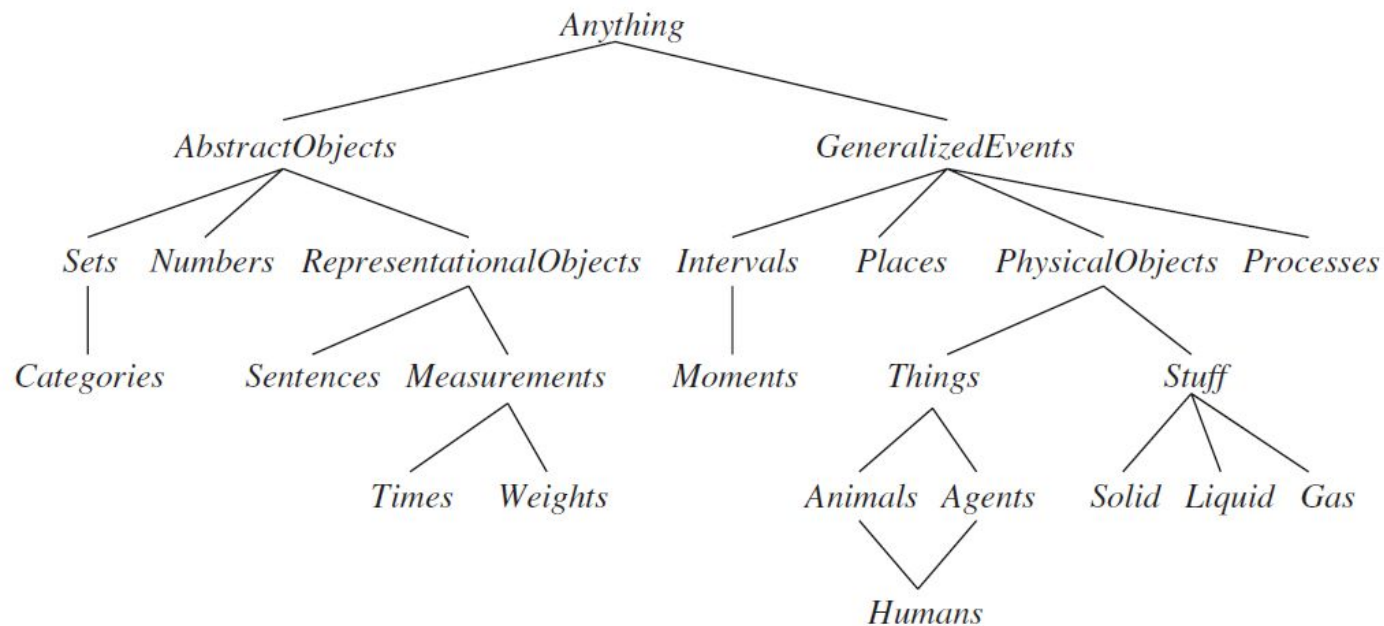 Anything
AbstractObjects GeneralizedEvents
Sets Numbers RepresentationalObjects Intervals Places PhysicalObjects Processes
Categories Sentences Measurements Moments Things Stuff
Times Weights Animals Agents Solid Liquid Gas
Humans